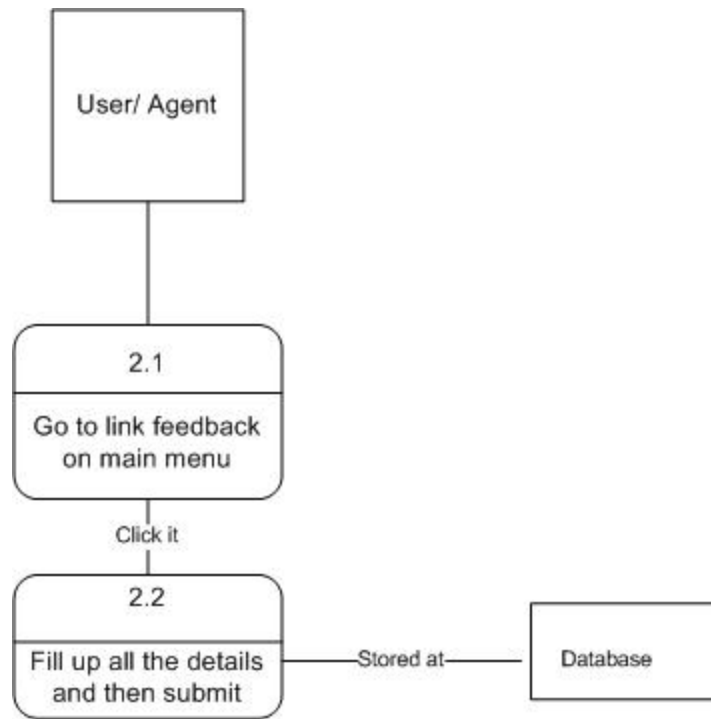 User/ Agent
2.1
Go to link feedback
on main menu
Click it
2.2
Fill up all the details
and then submit
Stored at
Database